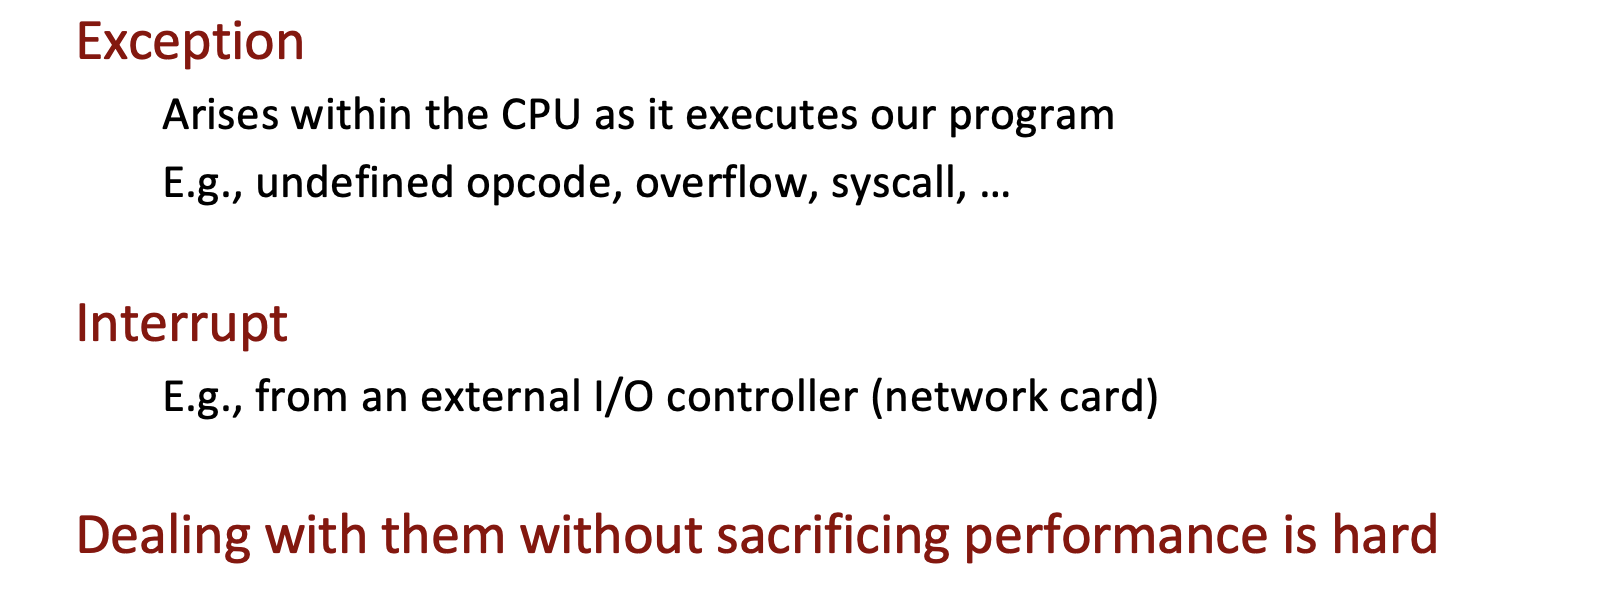 Exception
Arises within the CPU as it executes our program
E.g., undefined opcode, overflow, syscall, …
Interrupt
E.g., from an external I/O controller (network card)
Dealing with them without sacrificing performance is hard